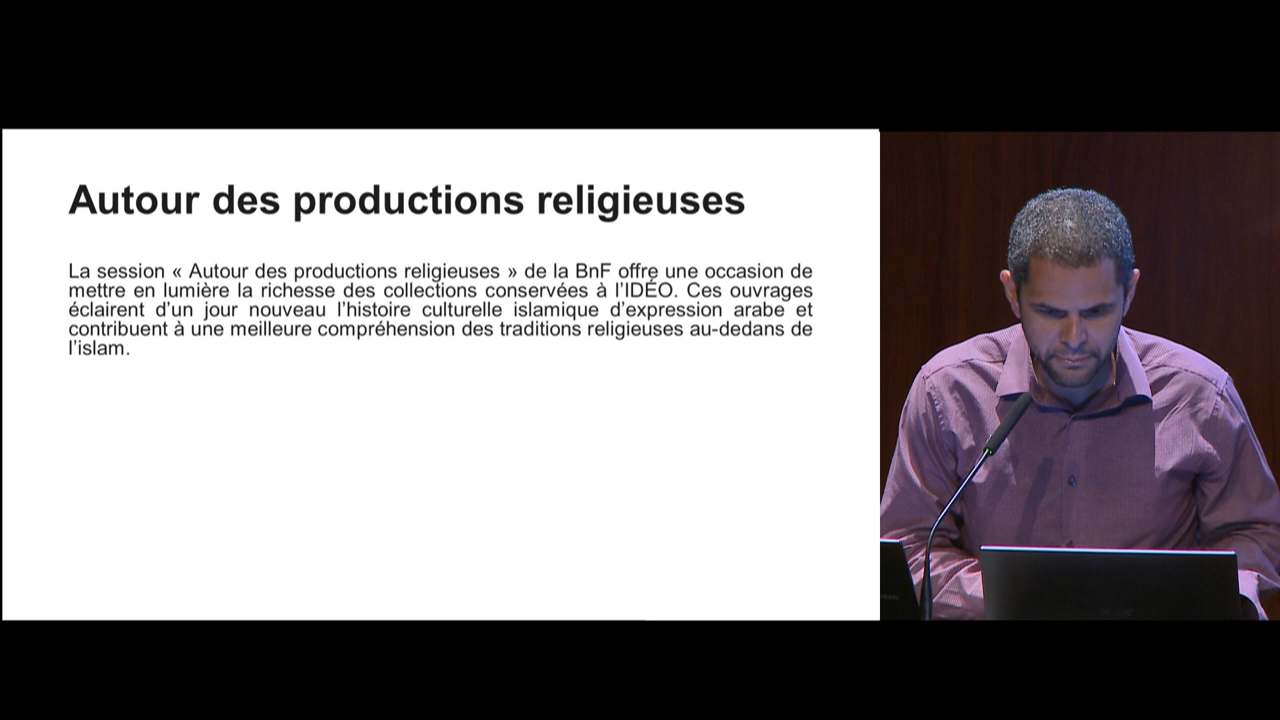 Autour des productions religieuses
La session « Autour des productions religieuses » de la BnF offre une occasion de
mettre en lumière la richesse des collections conservées à l’IDÉO. Ces ouvrages
éclairent d’un jour nouveau l’histoire culturelle islamique d’expression arabe et
contribuent à une meilleure compréhension des traditions religieuses au-dedans de
l’islam.